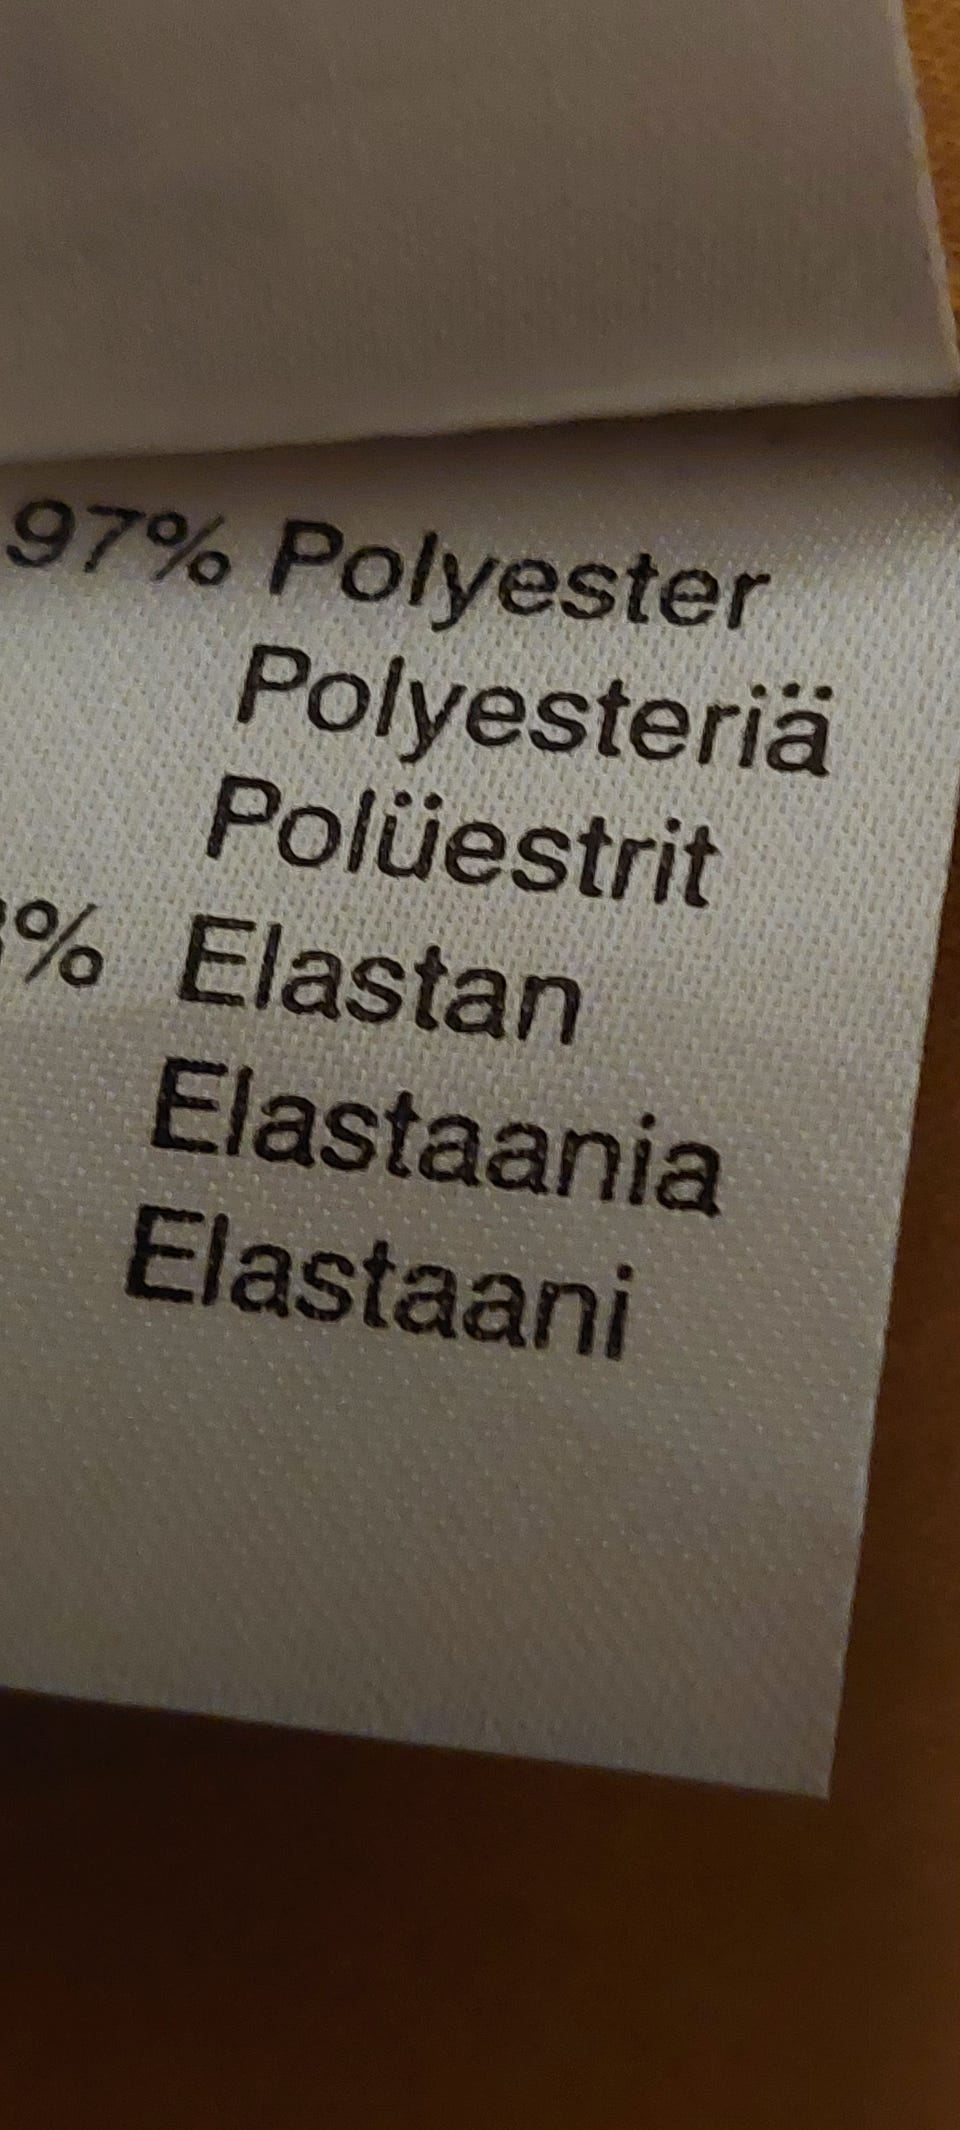 97% Polyester
Polyesteriä
Polüestrit
% Elastan
Elastaania
Elastaani